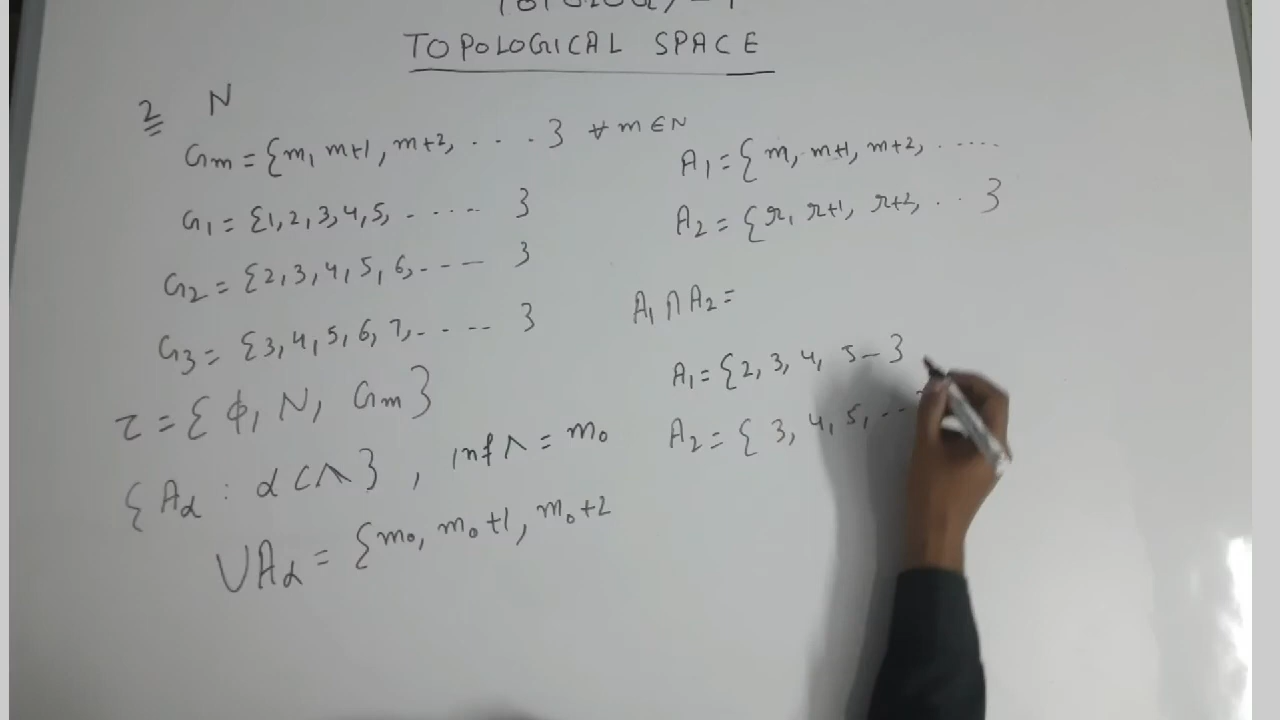 TOPOLOGICAL SPACE
2 N
Gm = {m, m+1, m+2, . . . . } ∀ m ∈ N
G1 = {1, 2, 3, 4, 5, . . . . . }
G2 = {2, 3, 4, 5, 6, . . . . }
G3 = {3, 4, 5, 6, 7, . . . . . }
τ = {ϕ, N, Gm}
{Aα : α ⊂ Λ} , inf Λ = m0
∪Aα = {m0, m0+1, m0+2
A1 = {m, m+1, m+2, . . . . .
A2 = {r, r+1, r+2, . . }
A1 ∩ A2 =
A1 = {2, 3, 4, 5 – }
A2 = { 3, 4, 5, . . .